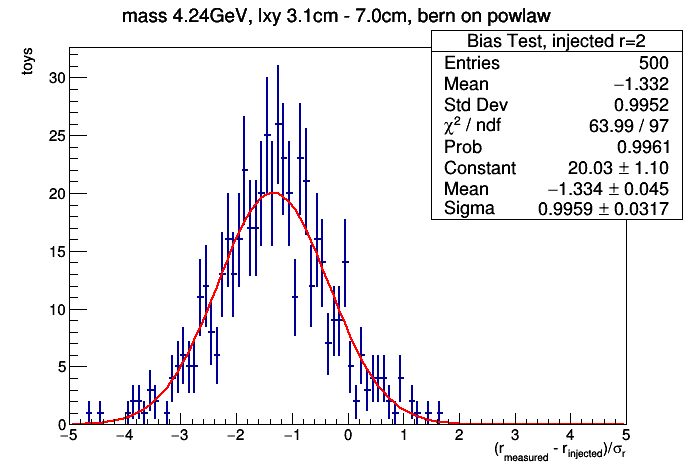 mass 4.24GeV, lxy 3.1cm - 7.0cm, bern on powlaw
Bias Test, injected r=2
Entries 500
Mean −1.332
Std Dev 0.9952
χ² / ndf 63.99 / 97
Prob 0.9961
Constant 20.03 ± 1.10
Mean −1.334 ± 0.045
Sigma 0.9959 ± 0.0317
toys
30
25
20
15
10
5
0
−5 −4 −3 −2 −1 0 1 2 3 4 5
(r_measured - r_injected)/σ_r